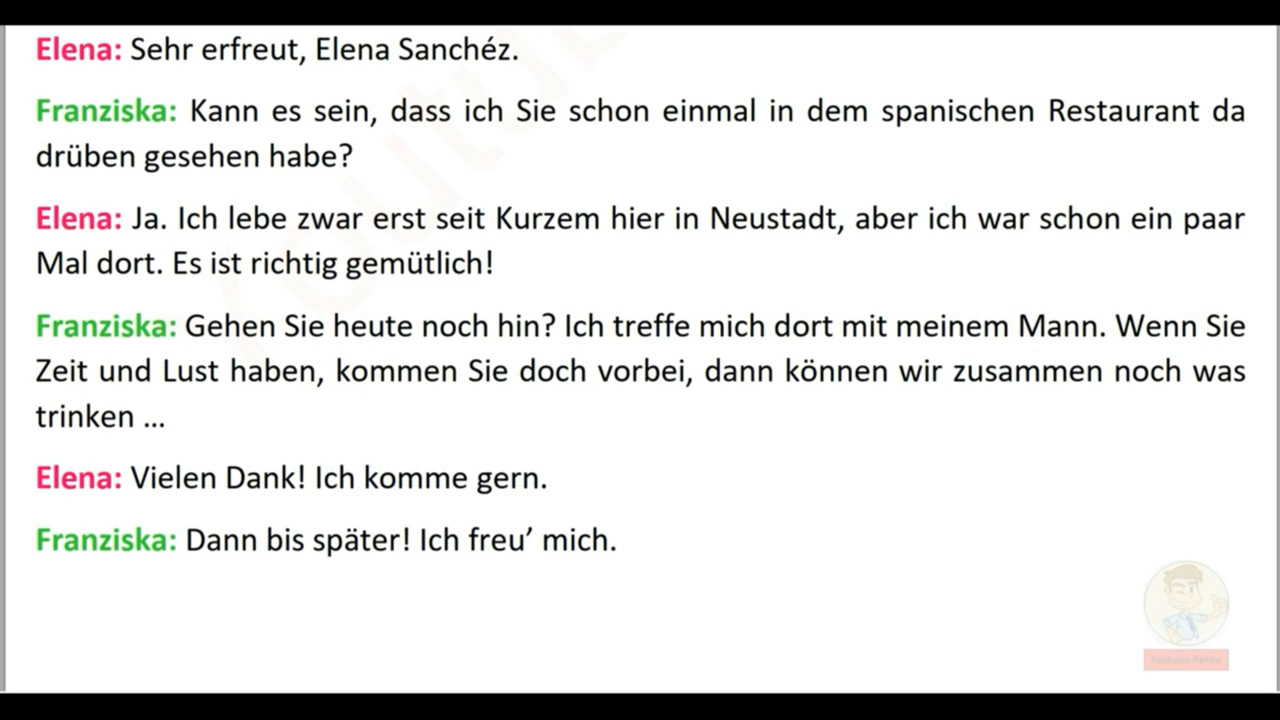 Elena: Sehr erfreut, Elena Sanchéz.
Franziska: Kann es sein, dass ich Sie schon einmal in dem spanischen Restaurant da
drüben gesehen habe?
Elena: Ja. Ich lebe zwar erst seit Kurzem hier in Neustadt, aber ich war schon ein paar
Mal dort. Es ist richtig gemütlich!
Franziska: Gehen Sie heute noch hin? Ich treffe mich dort mit meinem Mann. Wenn Sie
Zeit und Lust haben, kommen Sie doch vorbei, dann können wir zusammen noch was
trinken ...
Elena: Vielen Dank! Ich komme gern.
Franziska: Dann bis später! Ich freu’ mich.